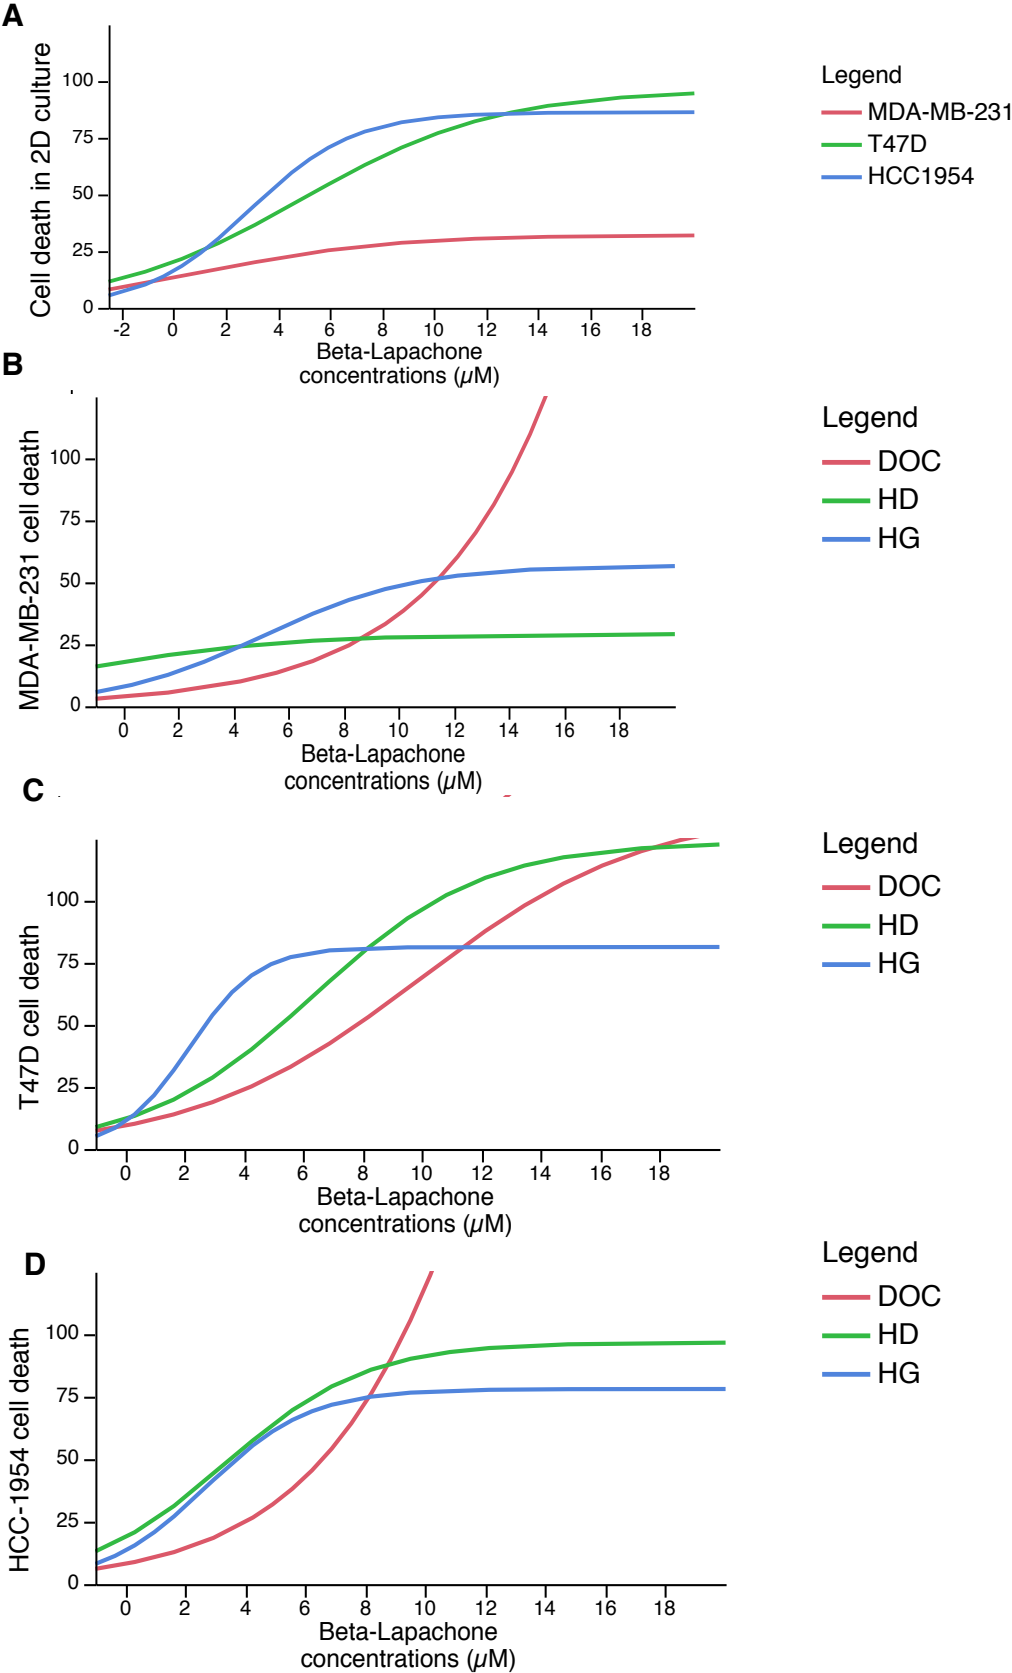 A
Cell death in 2D culture
100
75
50
25
0
-2 0 2 4 6 8 10 12 14 16 18
Beta-Lapachone
concentrations (µM)
Legend
MDA-MB-231
T47D
HCC1954
B
MDA-MB-231 cell death
100
75
50
25
0
0 2 4 6 8 10 12 14 16 18
Beta-Lapachone
concentrations (µM)
Legend
DOC
HD
HG
C
T47D cell death
100
75
50
25
0
0 2 4 6 8 10 12 14 16 18
Beta-Lapachone
concentrations (µM)
Legend
DOC
HD
HG
D
HCC-1954 cell death
100
75
50
25
0
0 2 4 6 8 10 12 14 16 18
Beta-Lapachone
concentrations (µM)
Legend
DOC
HD
HG